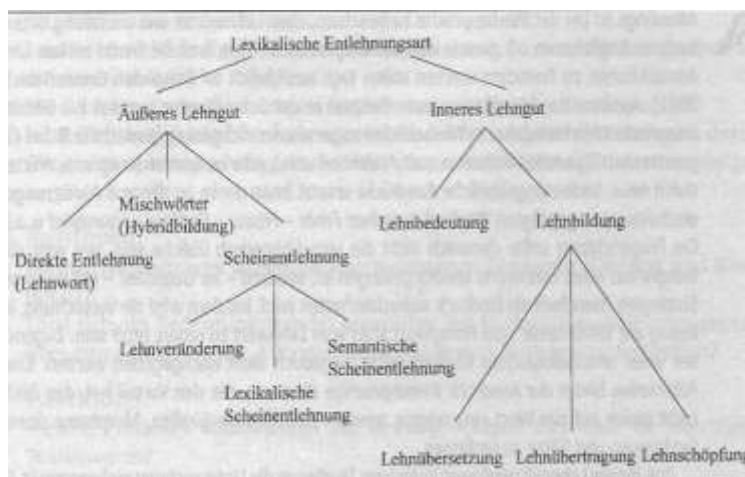 Lexikalische Entlehnungsart
Äußeres Lehngut
Inneres Lehngut
Mischwörter
(Hybridbildung)
Lehnbedeutung
Lehnbildung
Direkte Entlehnung
(Lehnwort)
Scheinentlehnung
Lehnveränderung
Semantische
Scheinentlehnung
Lexikalische
Scheinentlehnung
Lehnübersetzung
Lehnübertragung
Lehnschöpfung